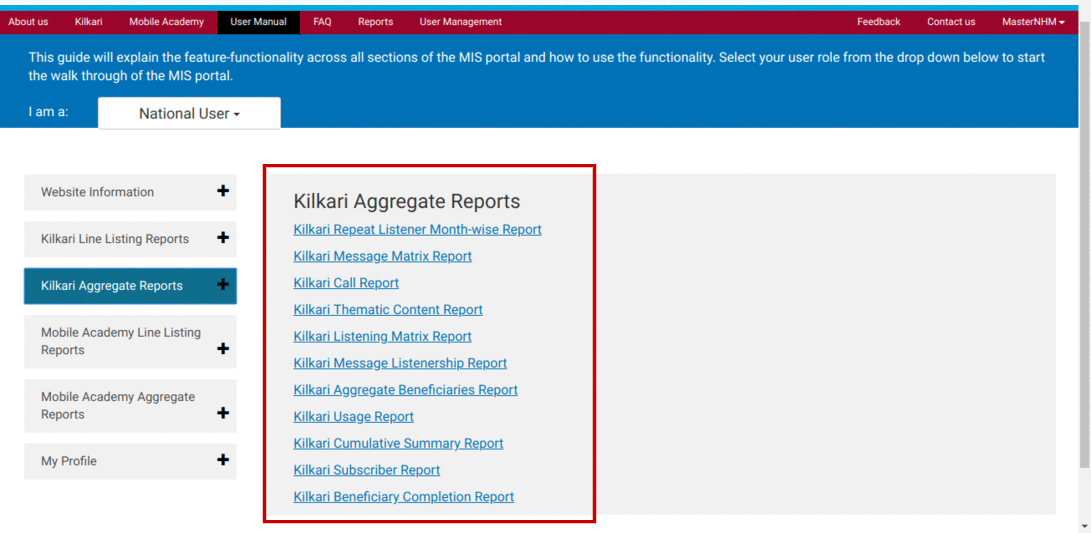 About us Kilkari Mobile Academy User Manual FAQ Reports User Management Feedback Contact us MasterNHM
This guide will explain the feature-functionality across all sections of the MIS portal and how to use the functionality. Select your user role from the drop down below to start
the walk through of the MIS portal.
I am a: National User
Website Information
Kilkari Line Listing Reports
Kilkari Aggregate Reports
Mobile Academy Line Listing
Reports
Mobile Academy Aggregate
Reports
My Profile
Kilkari Aggregate Reports
Kilkari Repeat Listener Month-wise Report
Kilkari Message Matrix Report
Kilkari Call Report
Kilkari Thematic Content Report
Kilkari Listening Matrix Report
Kilkari Message Listenership Report
Kilkari Aggregate Beneficiaries Report
Kilkari Usage Report
Kilkari Cumulative Summary Report
Kilkari Subscriber Report
Kilkari Beneficiary Completion Report